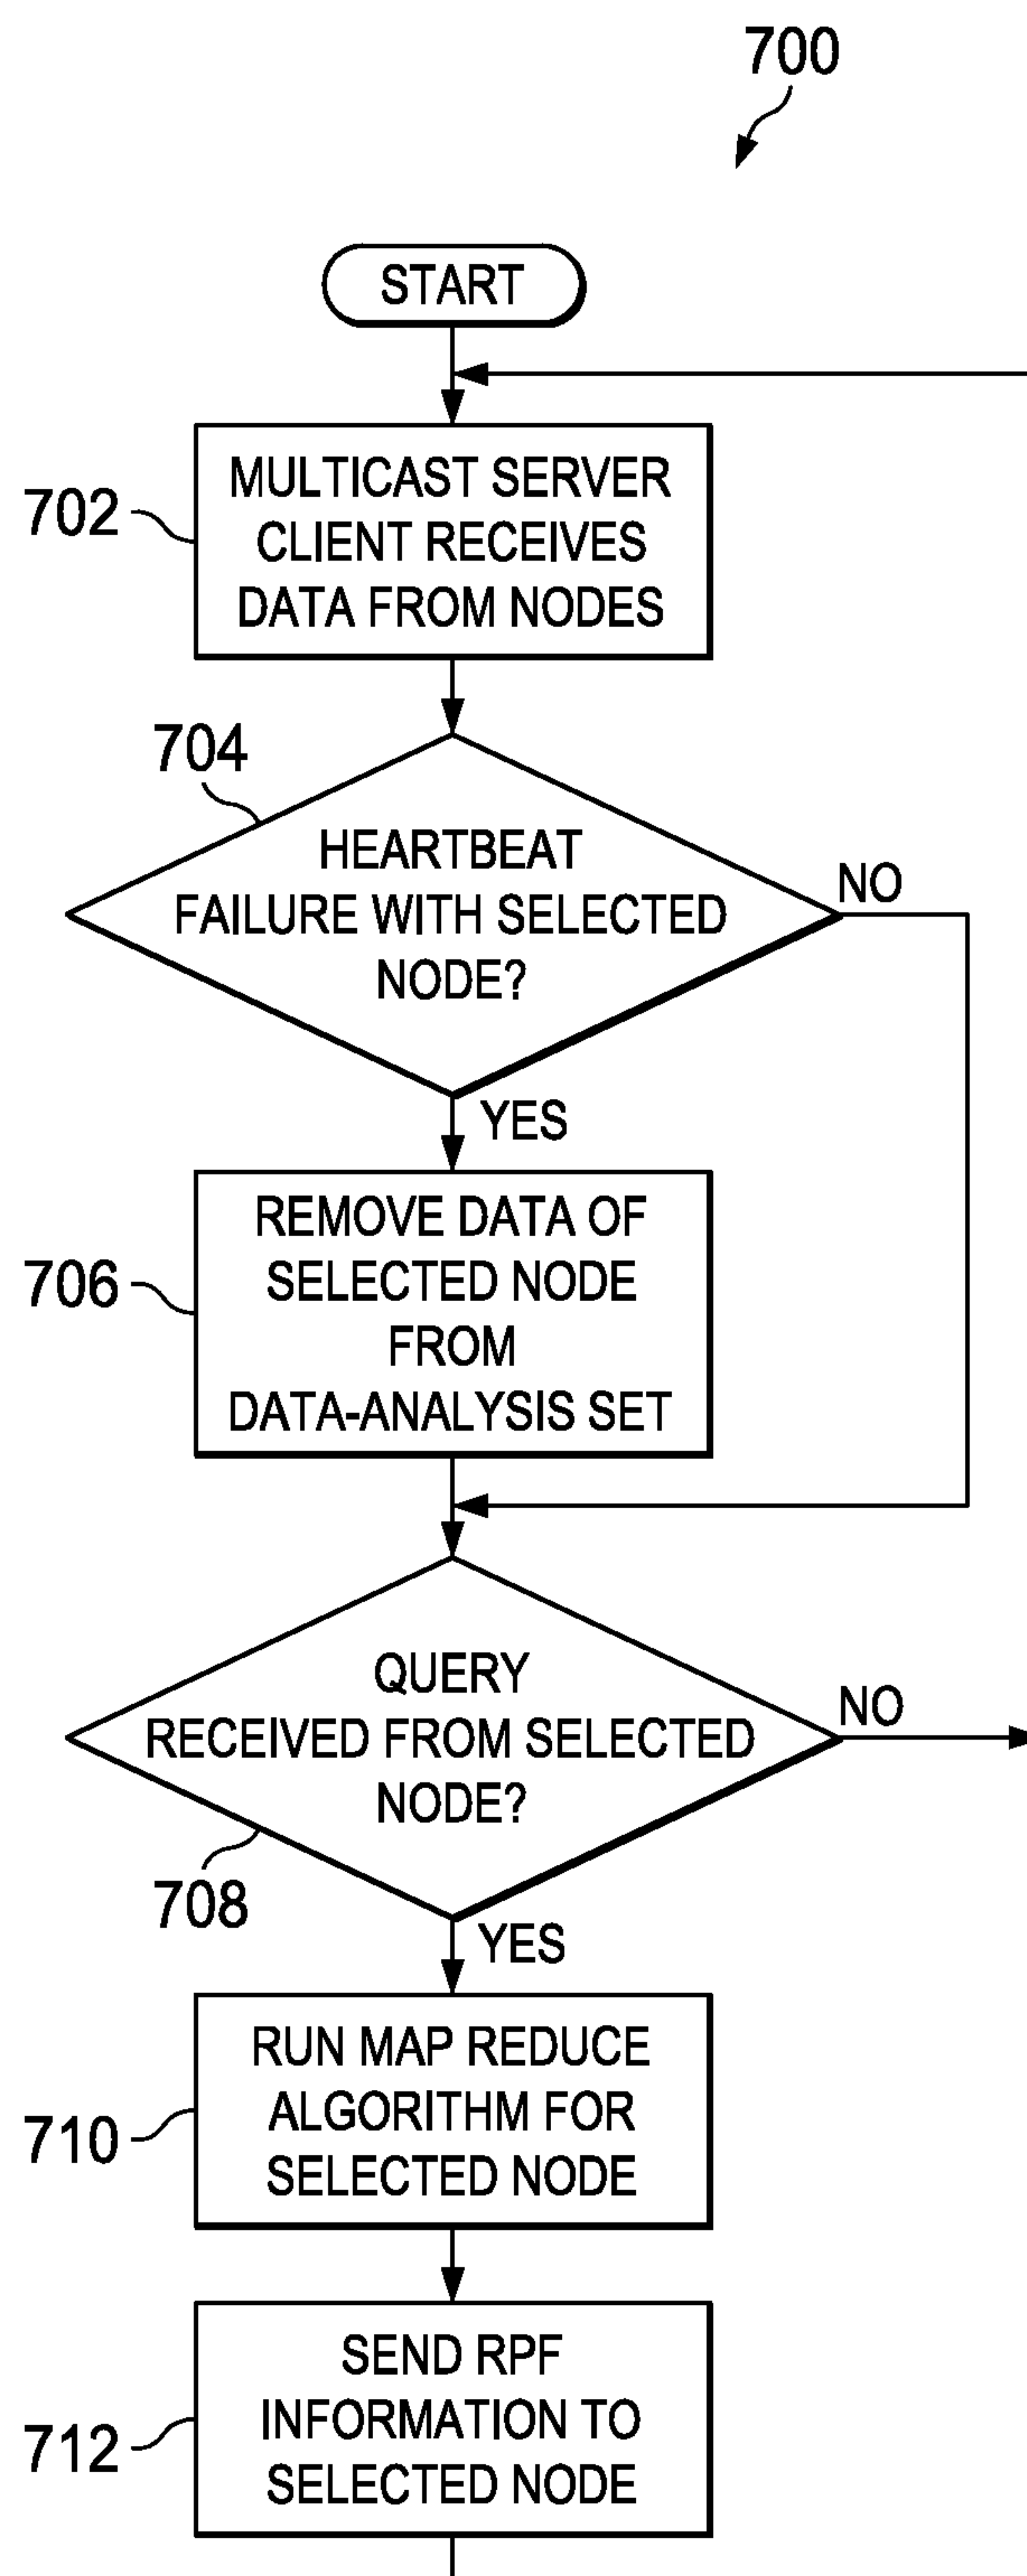 700
START
702
MULTICAST SERVER
CLIENT RECEIVES
DATA FROM NODES
704
HEARTBEAT
FAILURE WITH SELECTED
NODE?
NO
YES
706
REMOVE DATA OF
SELECTED NODE
FROM
DATA-ANALYSIS SET
QUERY
RECEIVED FROM SELECTED
NODE?
NO
708
YES
710
RUN MAP REDUCE
ALGORITHM FOR
SELECTED NODE
712
SEND RPF
INFORMATION TO
SELECTED NODE